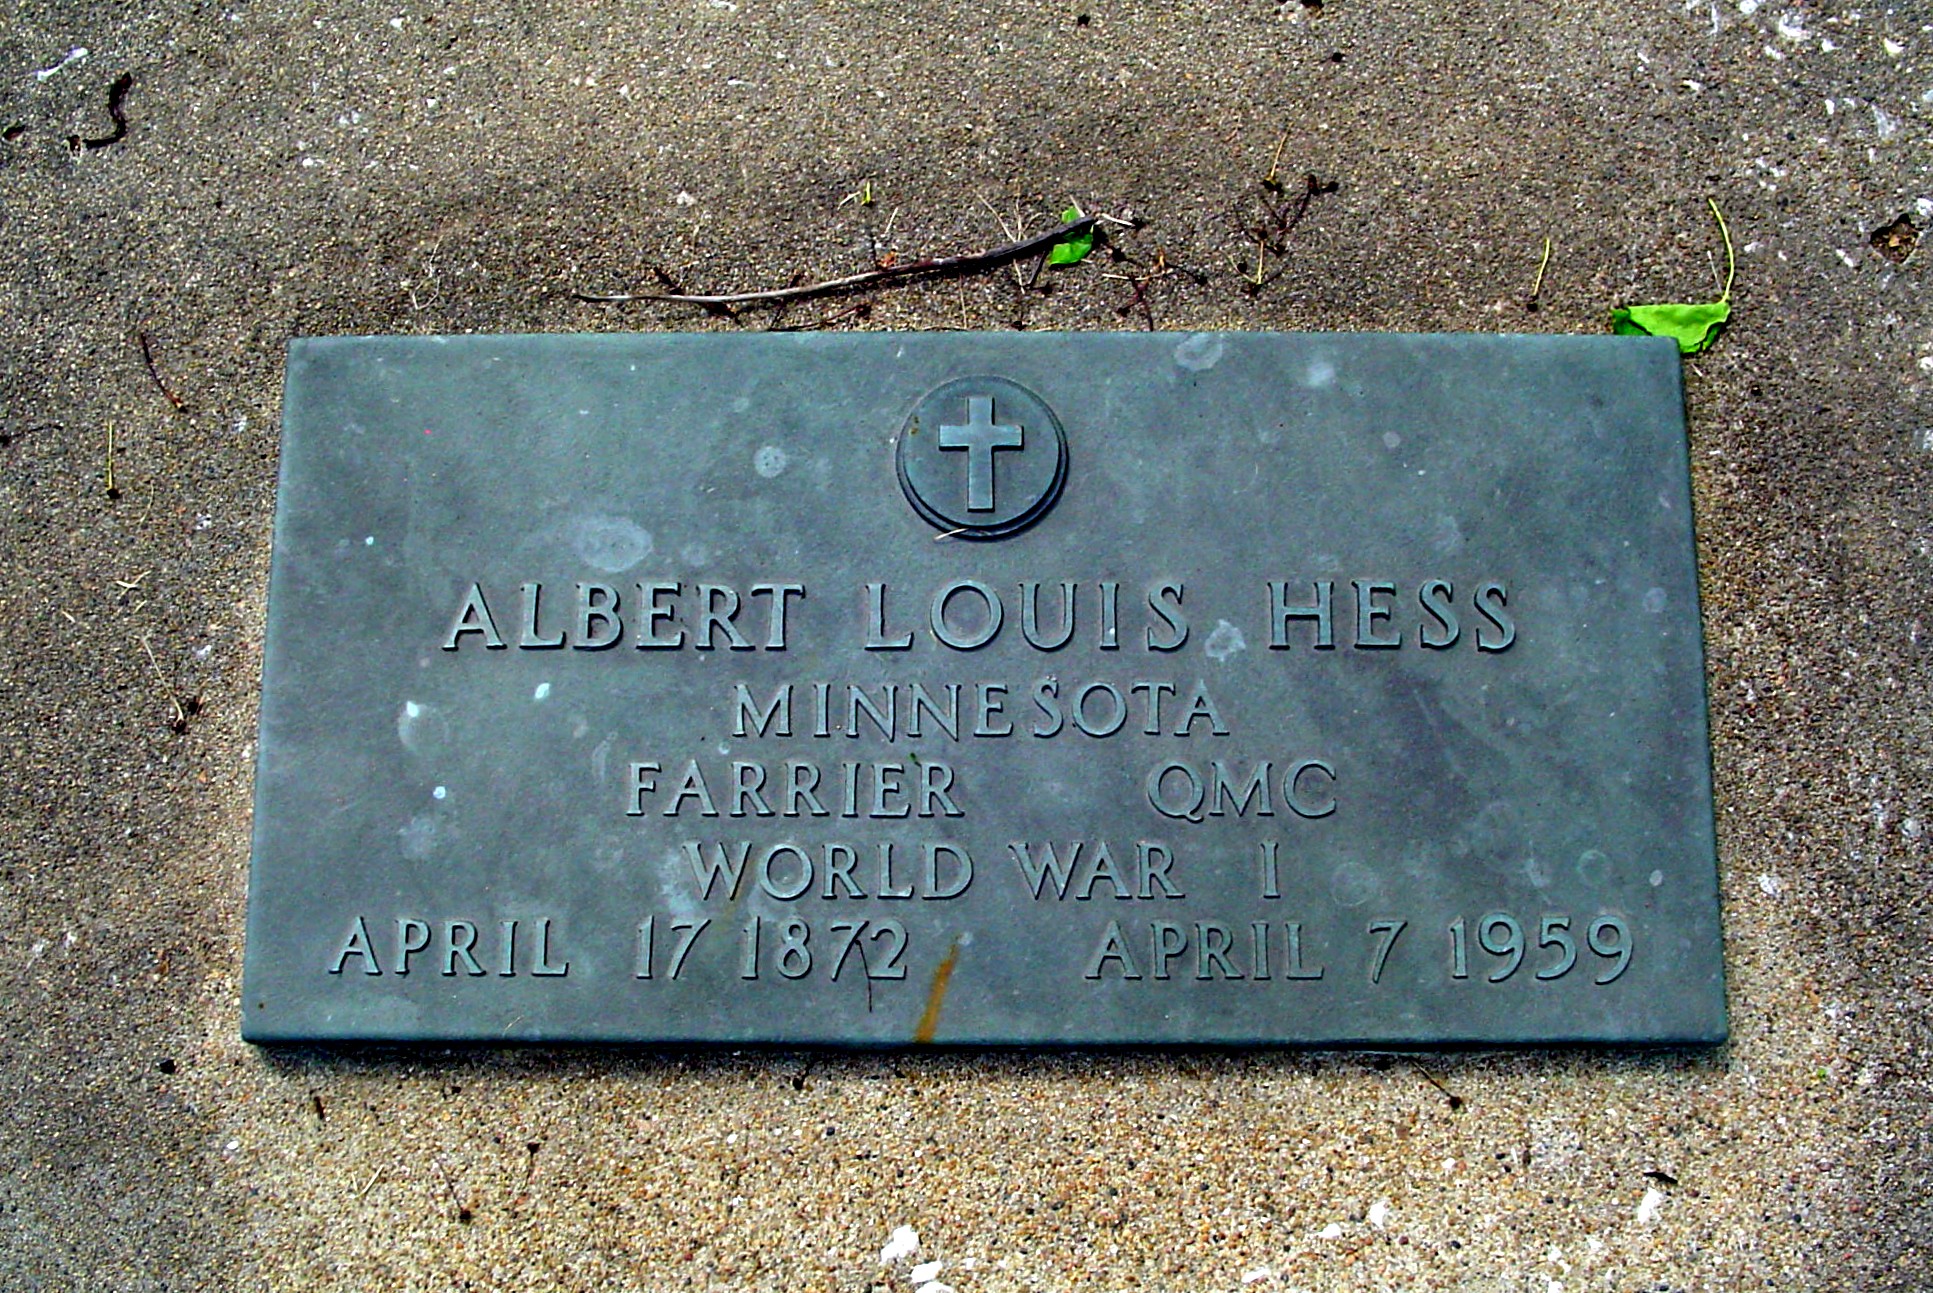 ALBERT LOUIS HESS
MINNESOTA
FARRIER QMC
WORLD WAR I
APRIL 17 1872 APRIL 7 1959